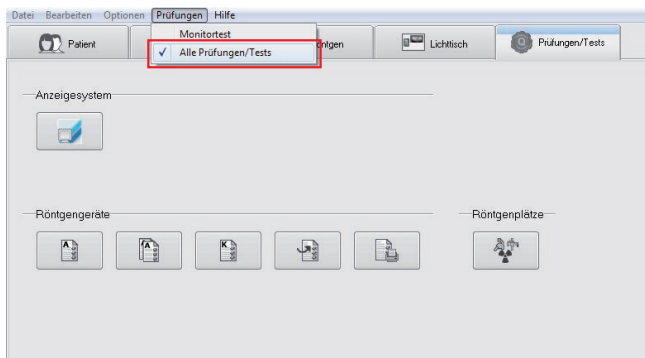 Datei Bearbeiten Optionen Prüfungen Hilfe
Monitortest
Alle Prüfungen/Tests
Patient
Lichttisch
Prüfungen/Tests
Anzeigesystem
Röntgengeräte
Röntgenplätze
A
A
K